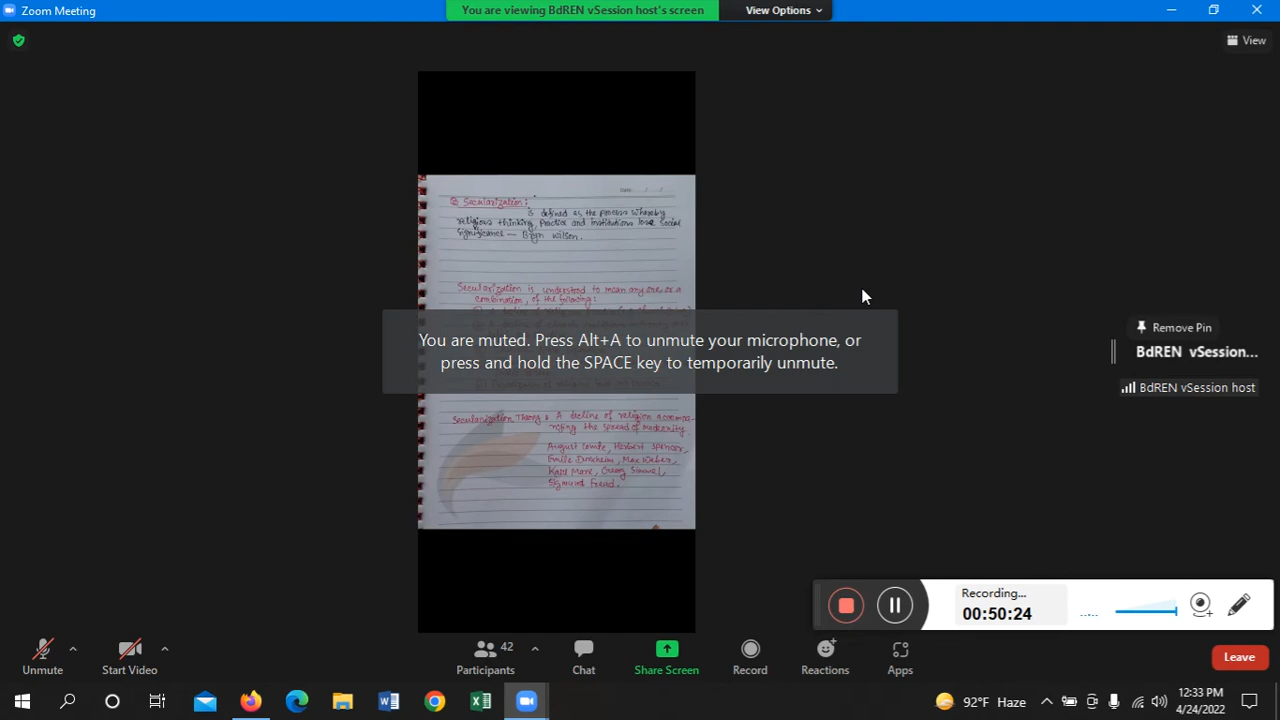 Zoom Meeting
You are viewing BdREN vSession host's screen
View Options
View
Date / /
Secularization:
is defined as the process whereby
religious thinking, practice and institutions lose social
significance — Bryan Wilson.
Secularization is understood to mean any one, or a
combination, of the following:
You are muted. Press Alt+A to unmute your microphone, or
press and hold the SPACE key to temporarily unmute.
Remove Pin
BdREN vSession...
BdREN vSession host
Secularization Theory: A decline of religion
the spread of modernity.
August Comte, Herbert Spencer,
Emile Durkheim, Max Weber,
Karl Marx, Georg Simmel,
Sigmund Freud.
Recording...
00:50:24
Unmute
Start Video
42
Participants
Chat
Share Screen
Record
Reactions
Apps
Leave
92°F Haze
12:33 PM
4/24/2022